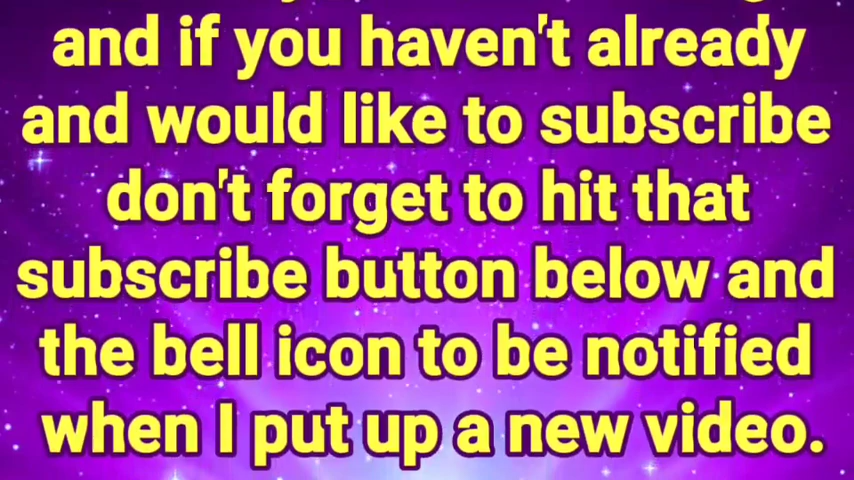 and if you haven't already
and would like to subscribe
don't forget to hit that
subscribe button below and
the bell icon to be notified
when I put up a new video.